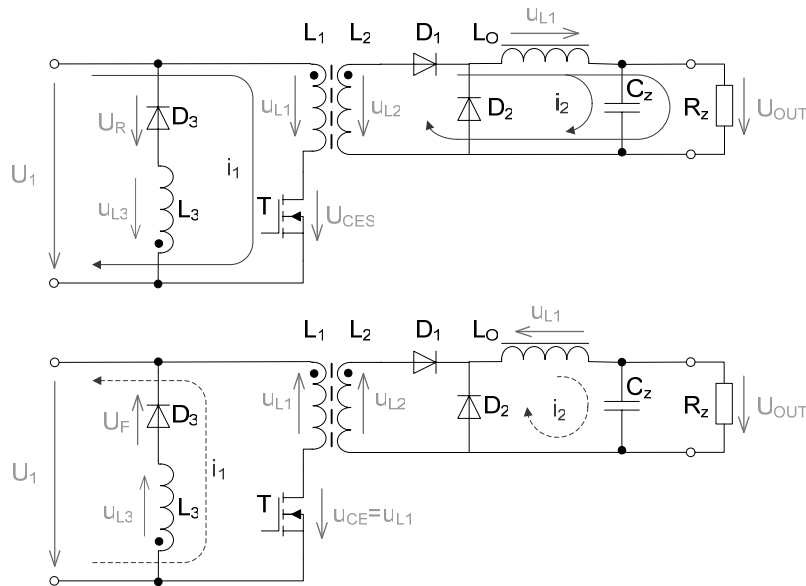 L1 L2 D1 LO uL1
UR D3 uL1 uL2 D2 i2 Cz Rz UOUT
U1 i1
uL3 L3 T UCES
L1 L2 D1 LO uL1
UF D3 uL1 uL2 D2 i2 Cz Rz UOUT
U1 i1
uL3 L3 T uCE=uL1